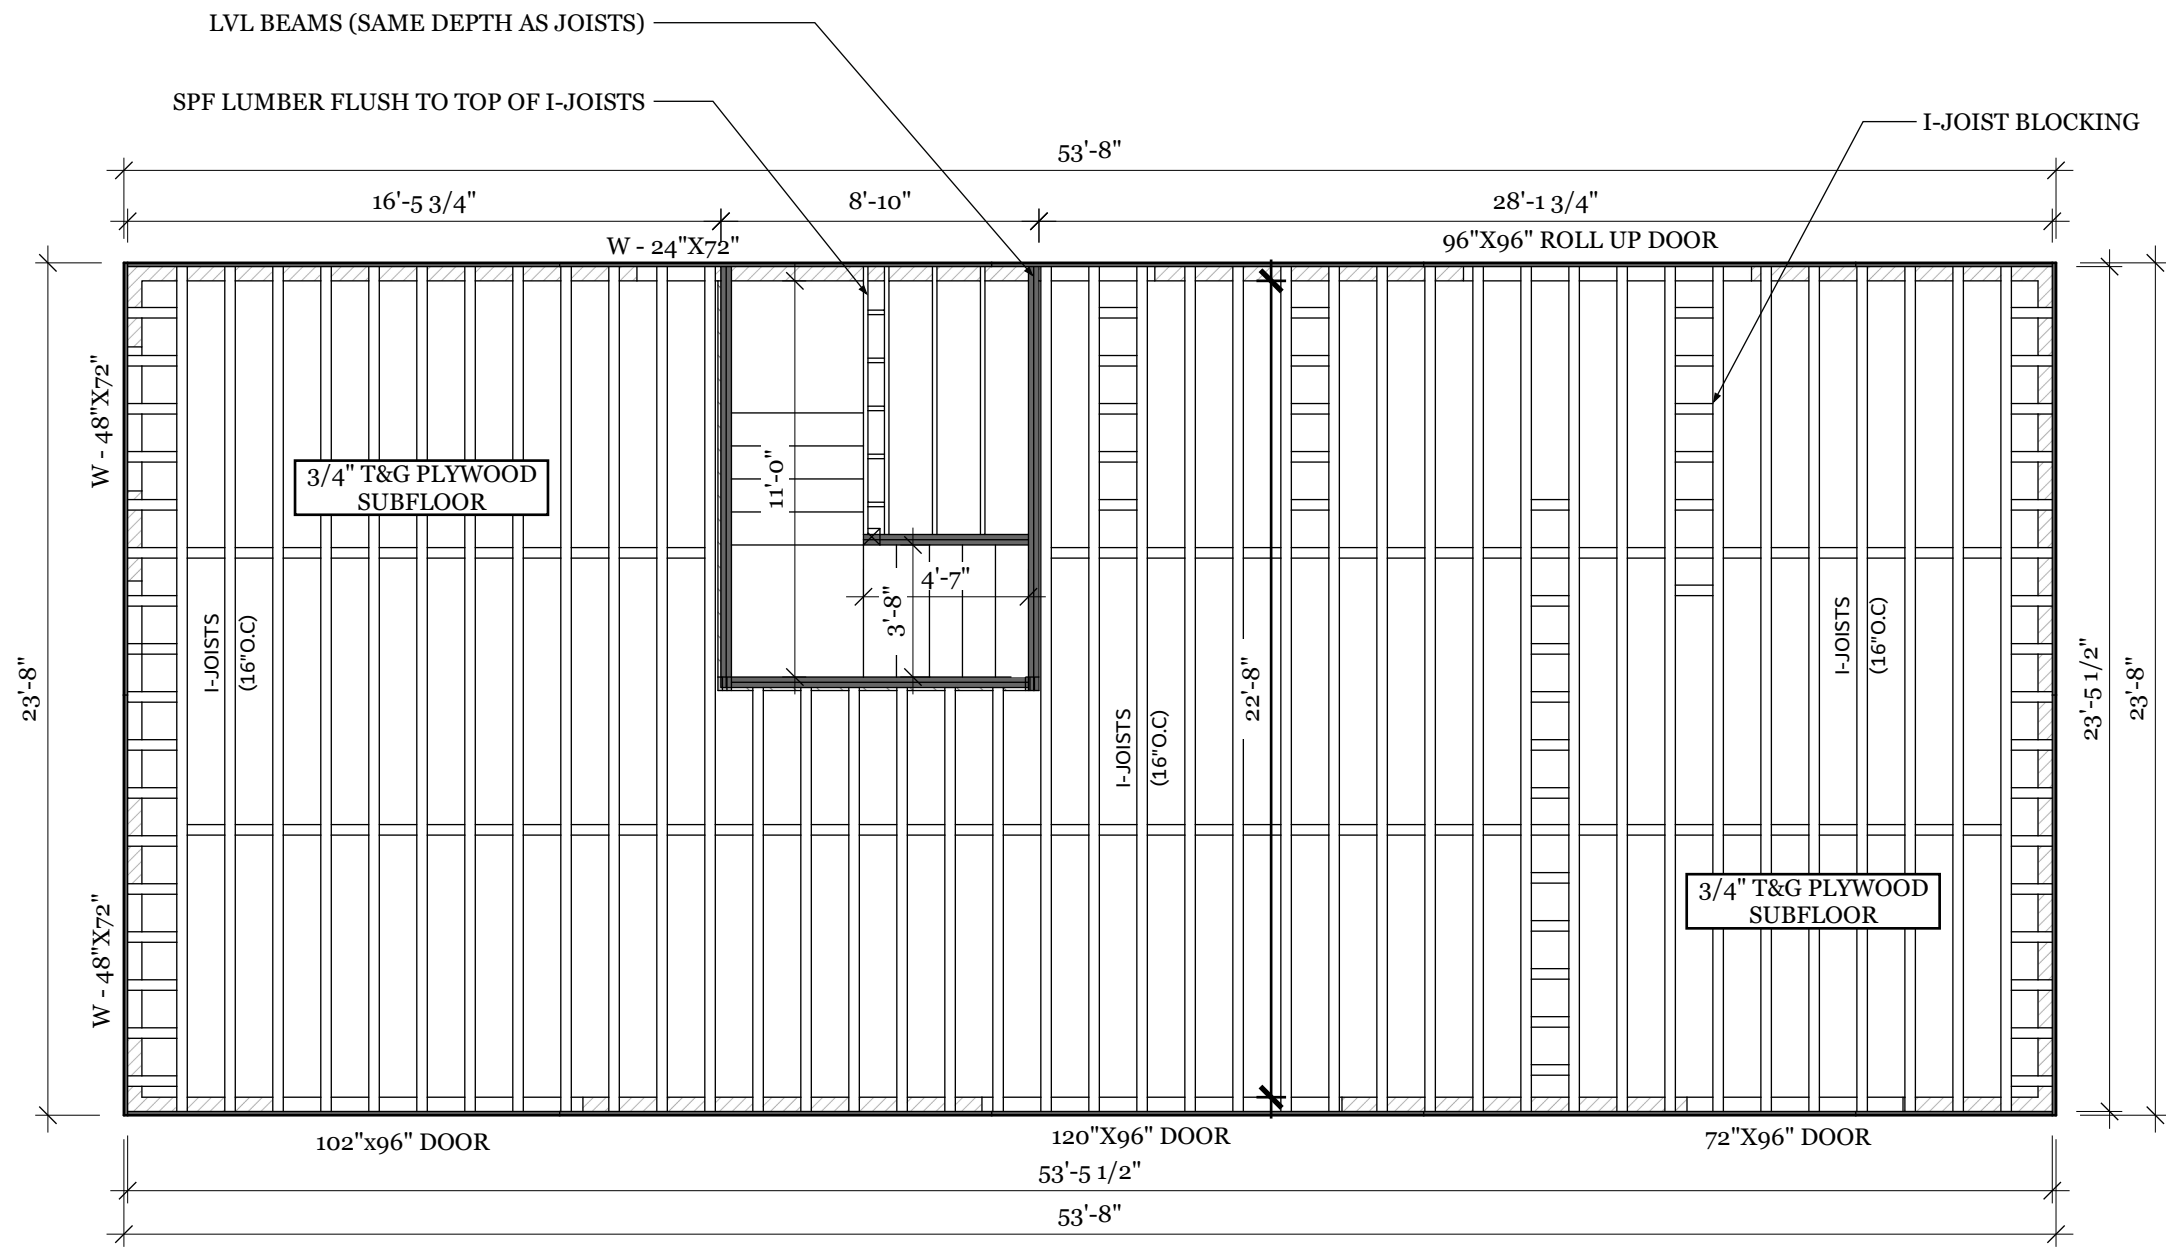 LVL BEAMS (SAME DEPTH AS JOISTS)
SPF LUMBER FLUSH TO TOP OF I-JOISTS
I-JOIST BLOCKING
53'-8"
16'-5 3/4"
8'-10"
28'-1 3/4"
W - 24"X72"
96"X96" ROLL UP DOOR
W - 48"X72"
3/4" T&G PLYWOOD
SUBFLOOR
11'-0"
4'-7"
3'-8"
I-JOISTS
(16"O.C)
I-JOISTS
(16"O.C)
23'-8"
22'-8"
23'-5 1/2"
23'-8"
I-JOISTS
(16"O.C)
3/4" T&G PLYWOOD
SUBFLOOR
W - 48"X72"
102"x96" DOOR
120"X96" DOOR
72"X96" DOOR
53'-5 1/2"
53'-8"